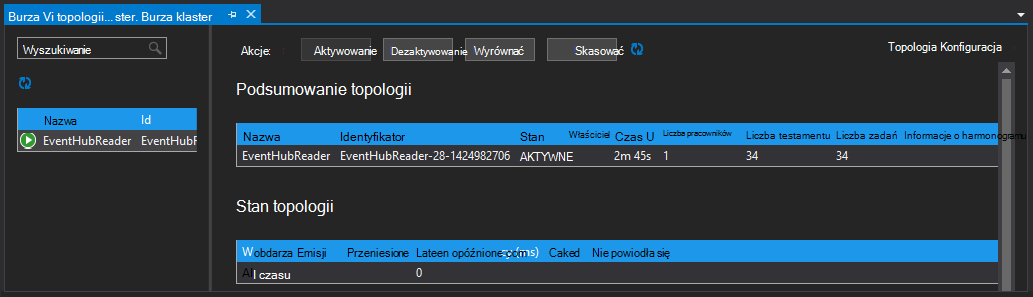 Burza Vi topologii... ster. Burza klaster
Wyszukiwanie
Nazwa Id
EventHubReader EventHubF
Akcje: Aktywowanie Dezaktywowanie Wyrównać Skasować
Topologia Konfiguracja
Podsumowanie topologii
Nazwa Identyfikator Stan Właściciel Czas U Liczba pracowników Liczba testamentu Liczba zadań Informacje o harmonogramu
EventHubReader EventHubReader-28-1424982706 AKTYWNE 2m 45s 1 34 34
Stan topologii
Wobdarza Emisji Przeniesione Lateen opóźnione (ms) Caked Nie powiodła się
All czasu 0